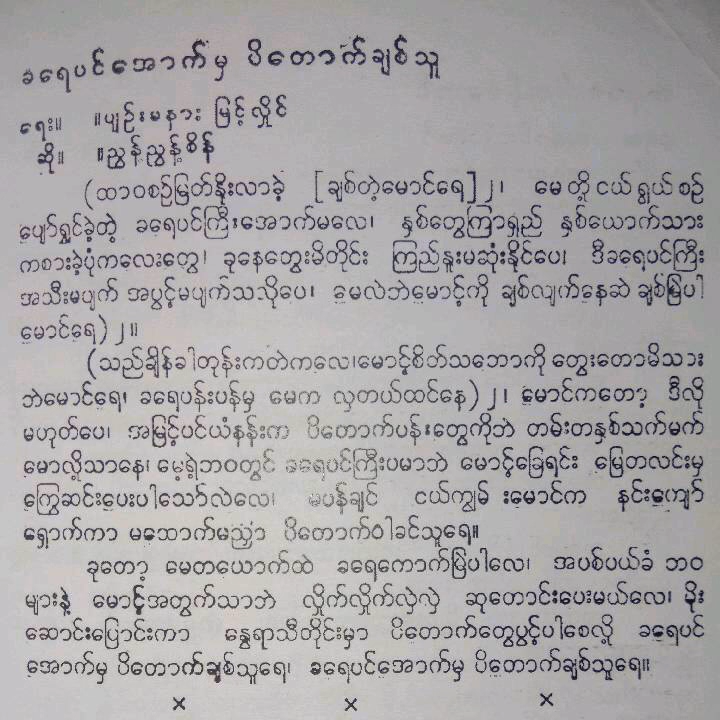 ခရေပင်အောက်မှ ပိတောက်ချစ်သူ
ရေး။ ။ပျဉ်းမနား မြင့်လှိုင်
ဆို။ ။ညွန့်ညွန့်စိန်
(ထာဝစဉ်မြတ်နိုးလာခဲ့ [ချစ်တဲ့မောင်ရေ]၂၊ မေတို့ငယ်ရွယ်စဉ်
ပျော်ရွှင်ခဲ့တဲ့ ခရေပင်ကြီးအောက်မလေ၊ နှစ်တွေကြာရှည် နှစ်ယောက်သား
ကစားခဲ့ပုံကလေးတွေ၊ ခုနေတွေးမိတိုင်း ကြည်နူးမဆုံးနိုင်ပေ၊ ဒီခရေပင်ကြီး
အသီးမပျက် အပွင့်မပျက်သလိုပေ၊ မေလဲဘဲမောင့်ကို ချစ်လျက်နေဆဲ ချစ်မြဲပါ
မောင်ရေ)၂။
(သည်ချိန်ခါတုန်းကတဲကလေ၊မောင့်စိတ်သဘောကို တွေးတောမိသား
ဘဲမောင်ရေ၊ ခရေပန်းပန်မှ မေက လှတယ်ထင်နေ)၂၊ မောင်ကတော့ ဒီလို
မဟုတ်ပေ၊ အမြင့်ပင်ယံနန်းက ပိတောက်ပန်းတွေကိုဘဲ တမ်းတနှစ်သက်မက်
မောလို့သာနေ၊ မေ့ရဲ့ဘဝတွင် ခရေပင်ကြီးပမာဘဲ မောင့်ခြေရင်း မြေတလင်းမှ
ကြွေဆင်းပေးပါသော်လဲလေ၊ မပန်ချင် ငယ်ကျွမ်းမောင်က နင်းကျော်
ရှောက်ကာ မထောက်မညှာ ပိတောက်ဝါခင်သူရေ။
ခုတော့ မေတယောက်ထဲ ခရေကောက်မြဲပါလေ၊ အပစ်ပယ်ခံ ဘဝ
များနဲ့ မောင့်အတွက်သာဘဲ လှိုက်လှိုက်လှဲလှဲ ဆုတောင်းပေးမယ်လေ၊ မိုး
ဆောင်းပြောင်းကာ နွေရာသီတိုင်းမှာ ပိတောက်တွေပွင့်ပါစေလို့ ခရေပင်
အောက်မှ ပိတောက်ချစ်သူရေ၊ ခရေပင်အောက်မှ ပိတောက်ချစ်သူရေ။
× × ×